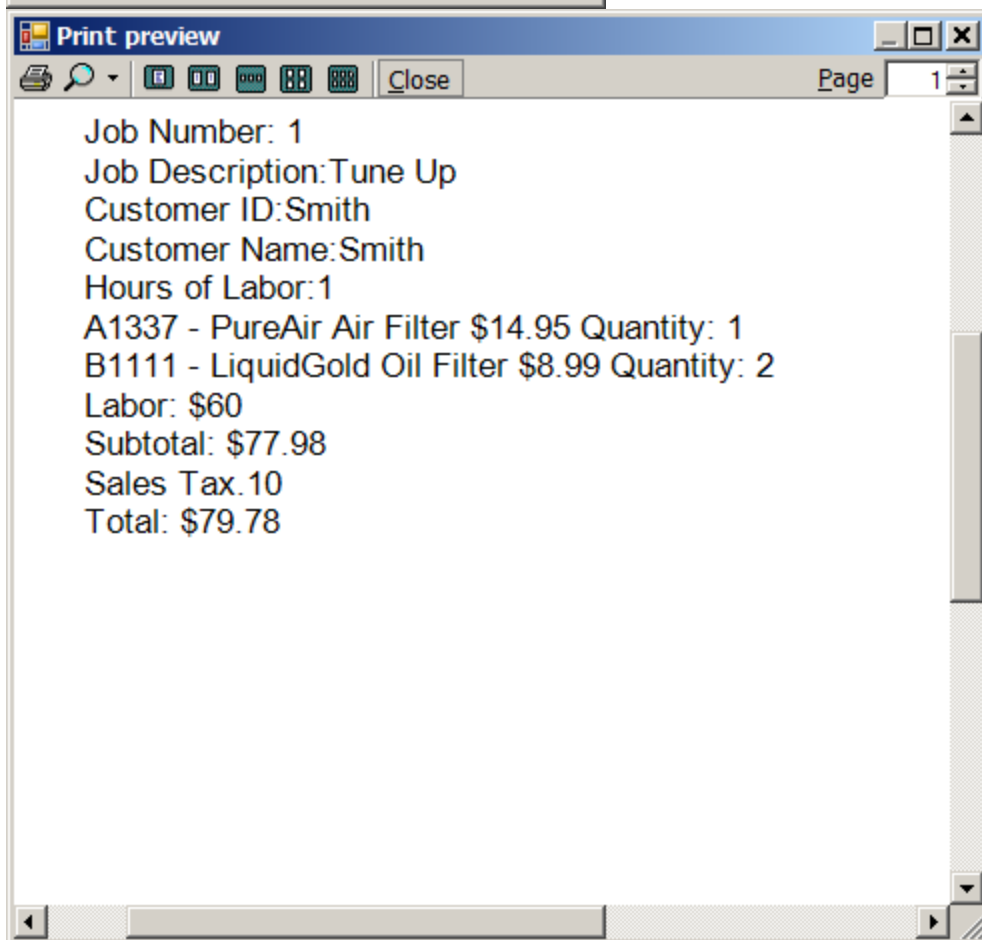 Print preview
Close Page 1
Job Number: 1
Job Description:Tune Up
Customer ID:Smith
Customer Name:Smith
Hours of Labor:1
A1337 - PureAir Air Filter $14.95 Quantity: 1
B1111 - LiquidGold Oil Filter $8.99 Quantity: 2
Labor: $60
Subtotal: $77.98
Sales Tax.10
Total: $79.78